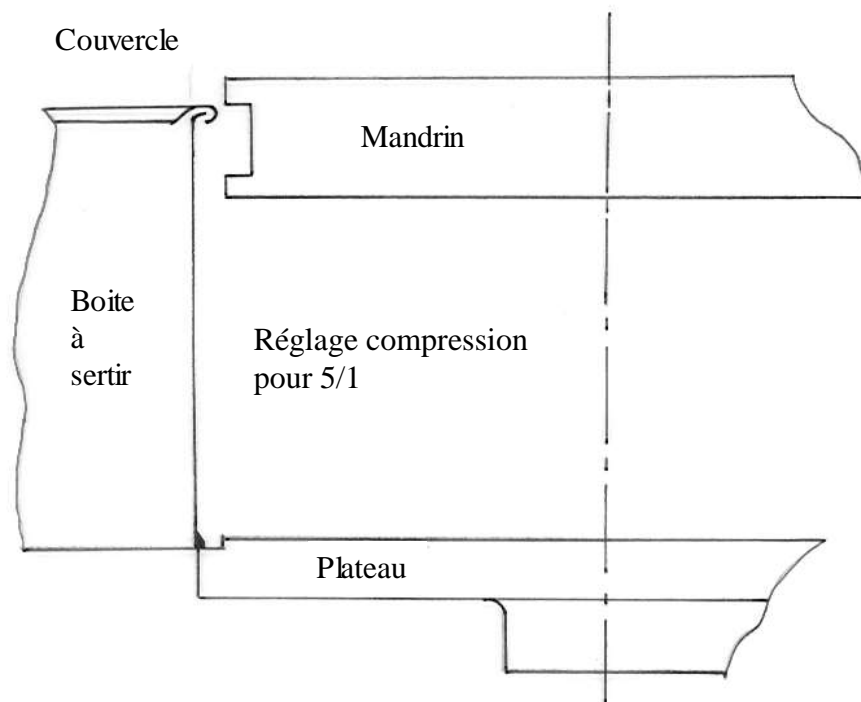 Couvercle
Mandrin
Boite
à
sertir
Réglage compression
pour 5/1
Plateau